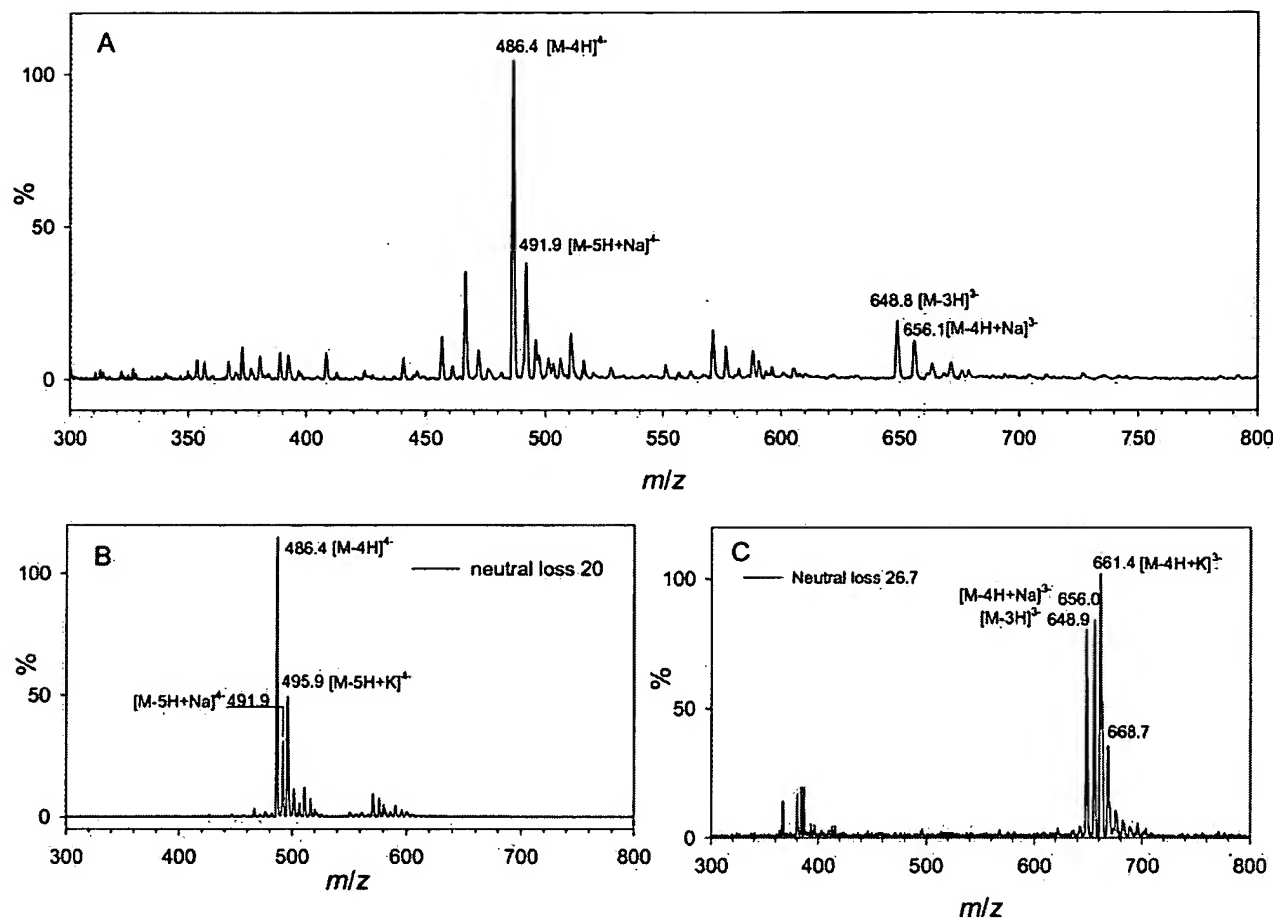 A
486.4 [M-4H]4-
100
%
491.9 [M-5H+Na]4-
50
648.8 [M-3H]3-
656.1[M-4H+Na]3-
0
300 350 400 450 500 550 600 650 700 750 800
m/z
B
486.4 [M-4H]4-
neutral loss 20
100
%
[M-5H+Na]4- 491.9
495.9 [M-5H+K]4-
50
0
300 400 500 600 700 800
m/z
C
661.4 [M-4H+K]3-
Neutral loss 26.7
100
[M-4H+Na]3- 656.0
[M-3H]3- 648.9
%
50
668.7
0
300 400 500 600 700 800
m/z